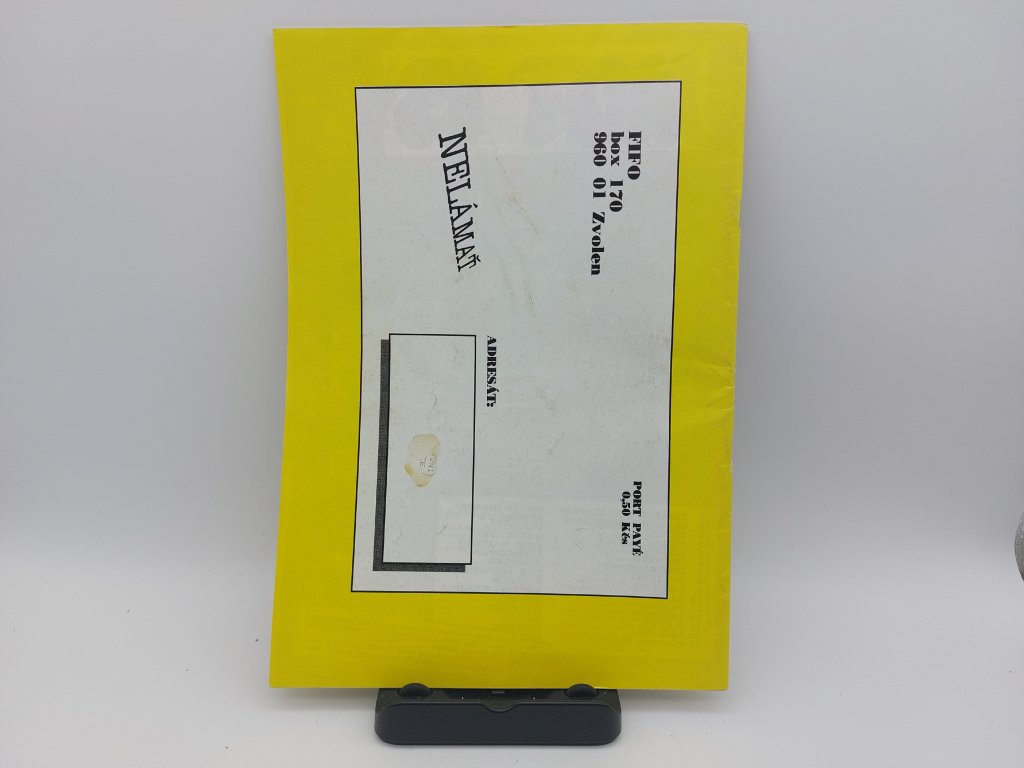 FIFO
box 170
960 01 Zvolen
NELÁMAŤ
PORT PAYÉ
0,50 Kčs
ADRESÁT: